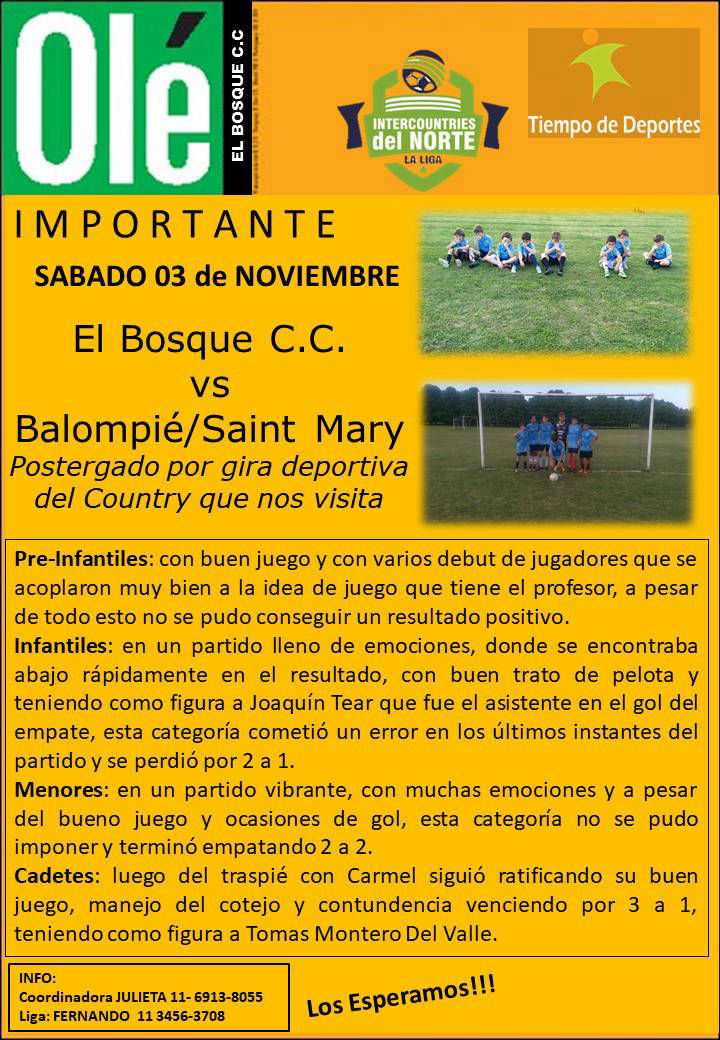 Olé
EL BOSQUE C.C
INTERCOUNTRIES
del NORTE
LA LIGA
Tiempo de Deportes
IMPORTANTE
SABADO 03 de NOVIEMBRE
El Bosque C.C.
vs
Balompié/Saint Mary
Postergado por gira deportiva
del Country que nos visita
Pre-Infantiles: con buen juego y con varios debut de jugadores que se
acoplaron muy bien a la idea de juego que tiene el profesor, a pesar
de todo esto no se pudo conseguir un resultado positivo.
Infantiles: en un partido lleno de emociones, donde se encontraba
abajo rápidamente en el resultado, con buen trato de pelota y
teniendo como figura a Joaquín Tear que fue el asistente en el gol del
empate, esta categoría cometió un error en los últimos instantes del
partido y se perdió por 2 a 1.
Menores: en un partido vibrante, con muchas emociones y a pesar
del bueno juego y ocasiones de gol, esta categoría no se pudo
imponer y terminó empatando 2 a 2.
Cadetes: luego del traspié con Carmel siguió ratificando su buen
juego, manejo del cotejo y contundencia venciendo por 3 a 1,
teniendo como figura a Tomas Montero Del Valle.
INFO:
Coordinadora JULIETA 11- 6913-8055
Liga: FERNANDO 11 3456-3708
Los Esperamos!!!